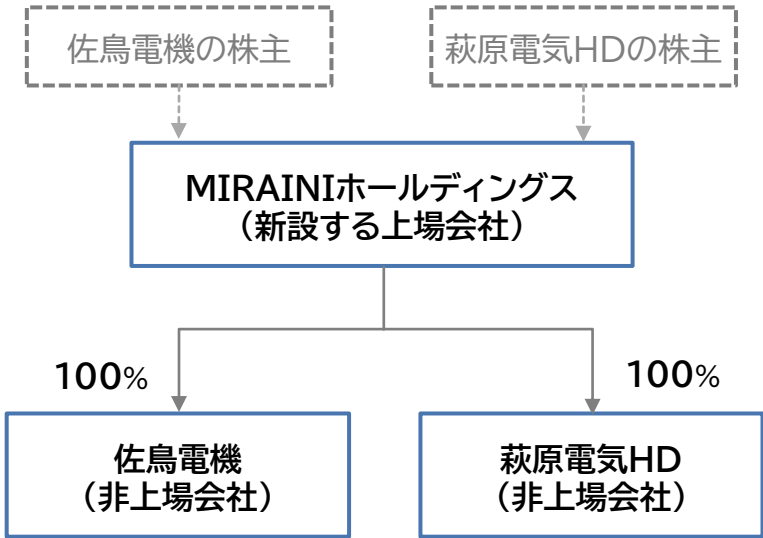 佐鳥電機の株主
萩原電気HDの株主
MIRAINIホールディングス
（新設する上場会社）
100%
100%
佐鳥電機
（非上場会社）
萩原電気HD
（非上場会社）